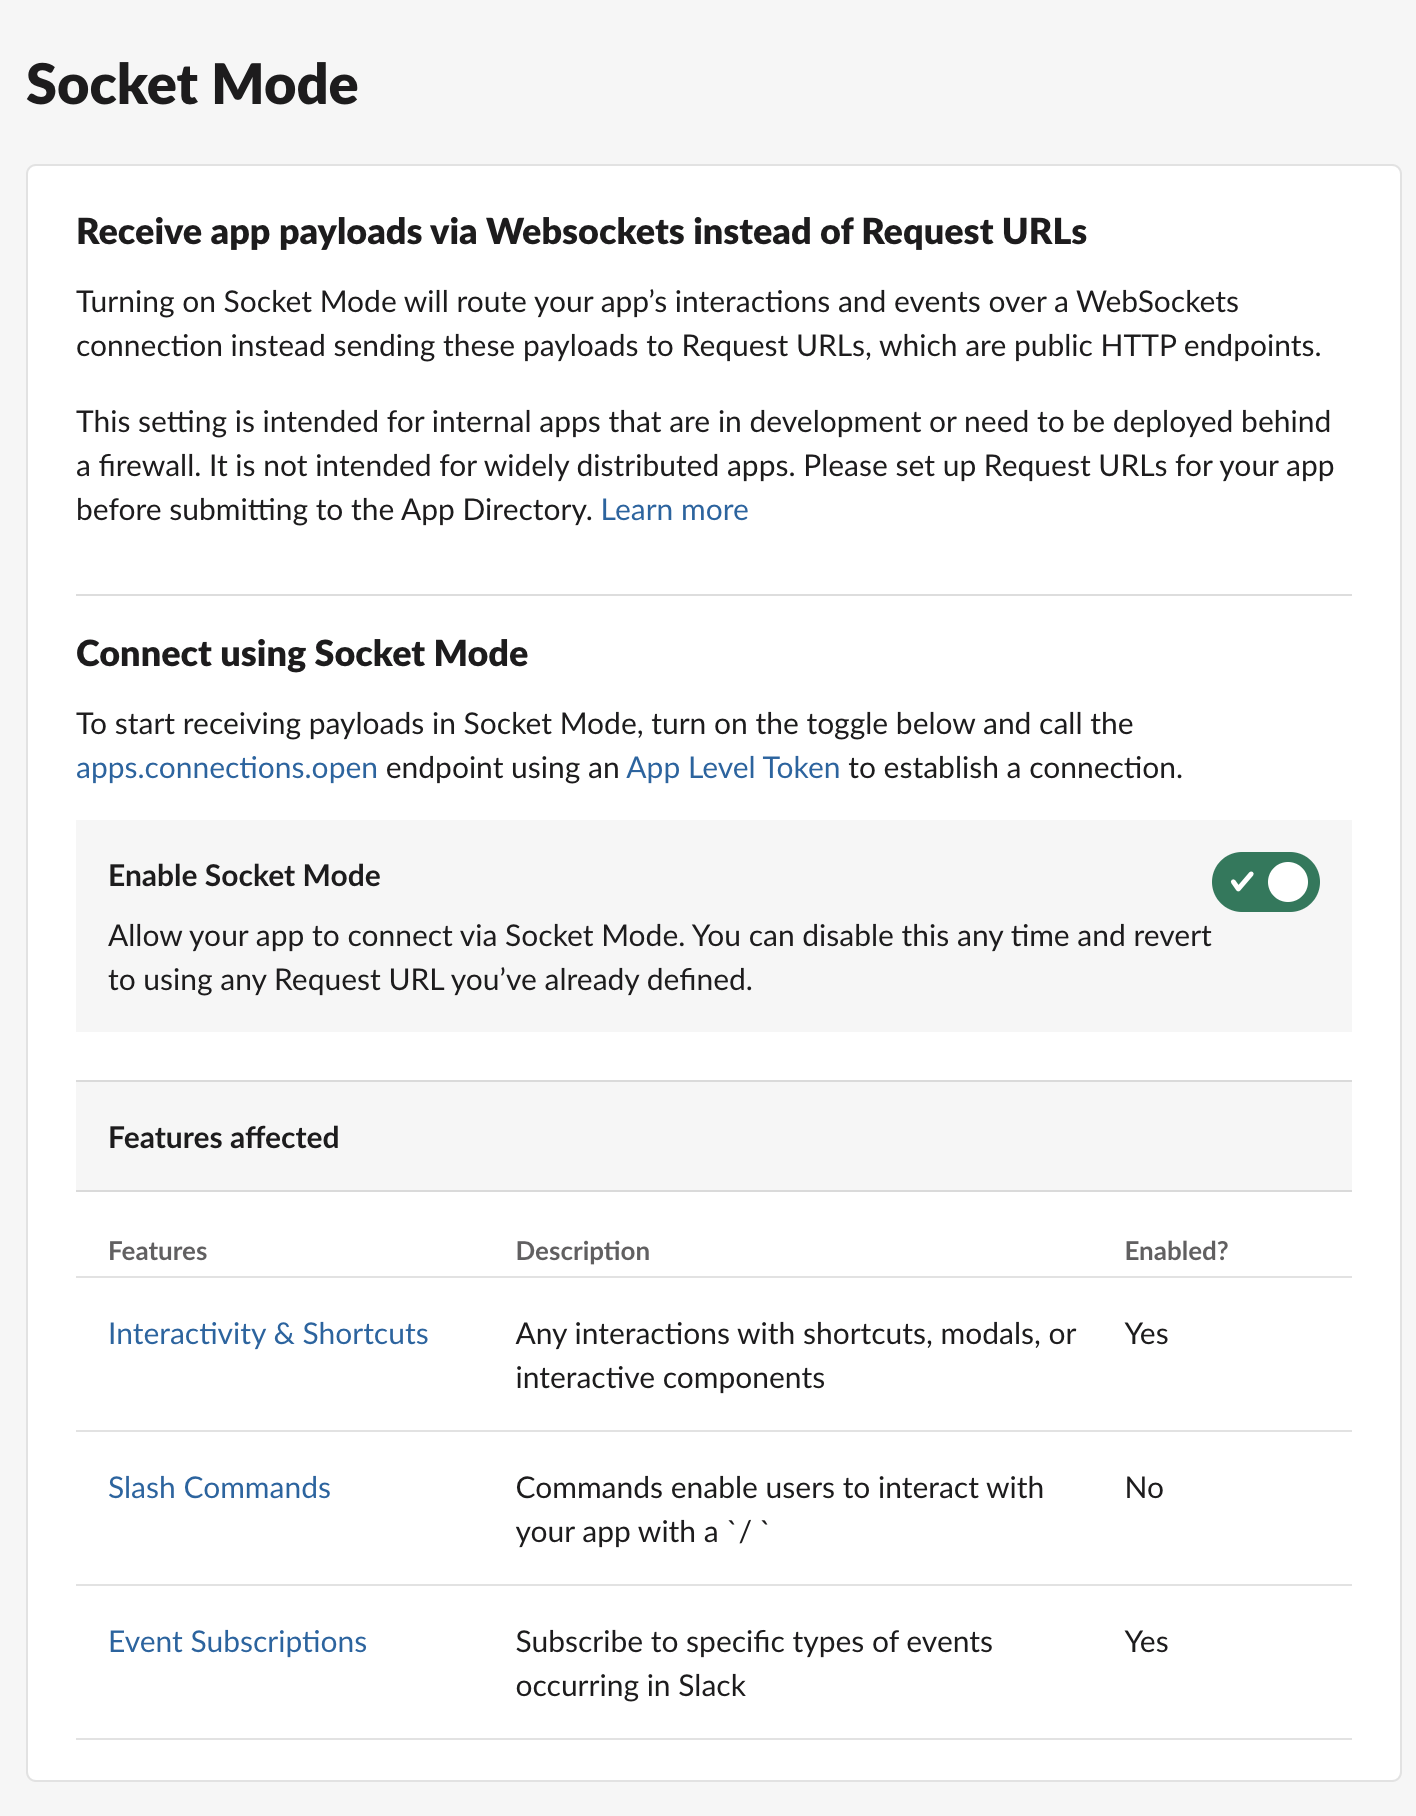 Socket Mode
Receive app payloads via Websockets instead of Request URLs
Turning on Socket Mode will route your app’s interactions and events over a WebSockets
connection instead sending these payloads to Request URLs, which are public HTTP endpoints.
This setting is intended for internal apps that are in development or need to be deployed behind
a firewall. It is not intended for widely distributed apps. Please set up Request URLs for your app
before submitting to the App Directory. Learn more
Connect using Socket Mode
To start receiving payloads in Socket Mode, turn on the toggle below and call the
apps.connections.open endpoint using an App Level Token to establish a connection.
Enable Socket Mode
Allow your app to connect via Socket Mode. You can disable this any time and revert
to using any Request URL you’ve already defined.
Features affected
Features Description Enabled?
Interactivity & Shortcuts Any interactions with shortcuts, modals, or Yes
interactive components
Slash Commands Commands enable users to interact with No
your app with a `/ `
Event Subscriptions Subscribe to specific types of events Yes
occurring in Slack